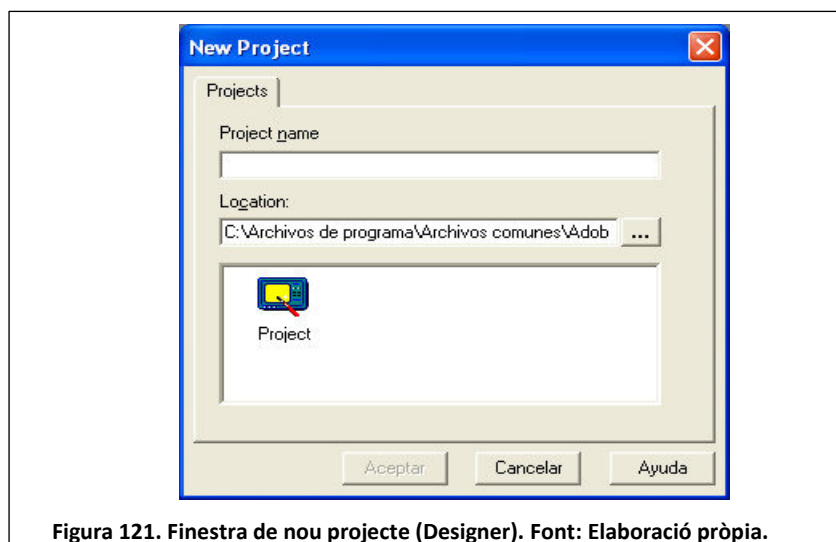 New Project
Projects
Project name
Location:
C:\Archivos de programa\Archivos comunes\Adob
...
Project
Aceptar
Cancelar
Ayuda
Figura 121. Finestra de nou projecte (Designer). Font: Elaboració pròpia.